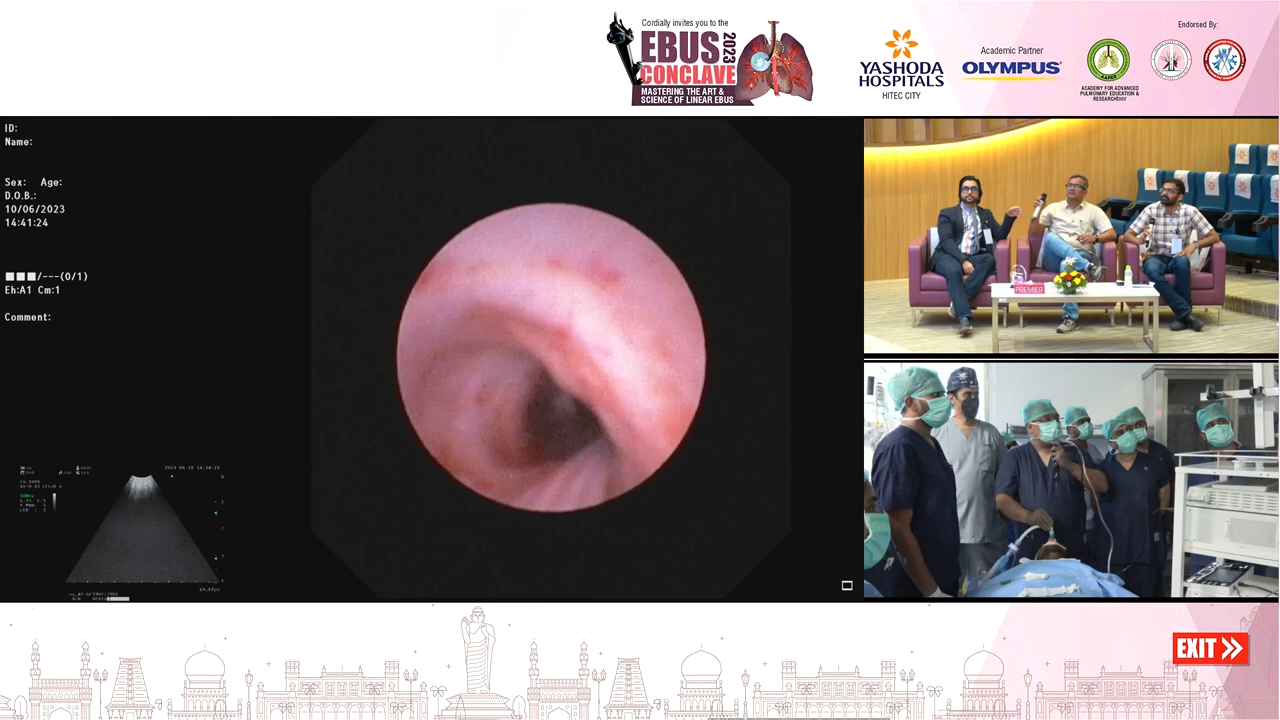 Cordially invites you to the
EBUS 2023
CONCLAVE
MASTERING THE ART &
SCIENCE OF LINEAR EBUS
YASHODA
HOSPITALS
HITEC CITY
Academic Partner
OLYMPUS
Endorsed By:
ACADEMY FOR ADVANCED
PULMONARY EDUCATION &
ID:
Name:
Sex: Age:
D.O.B.:
10/06/2023
14:41:24
■■■/---(0/1)
Eh:A1 Cm:1
Comment:
PREMIER
EXIT